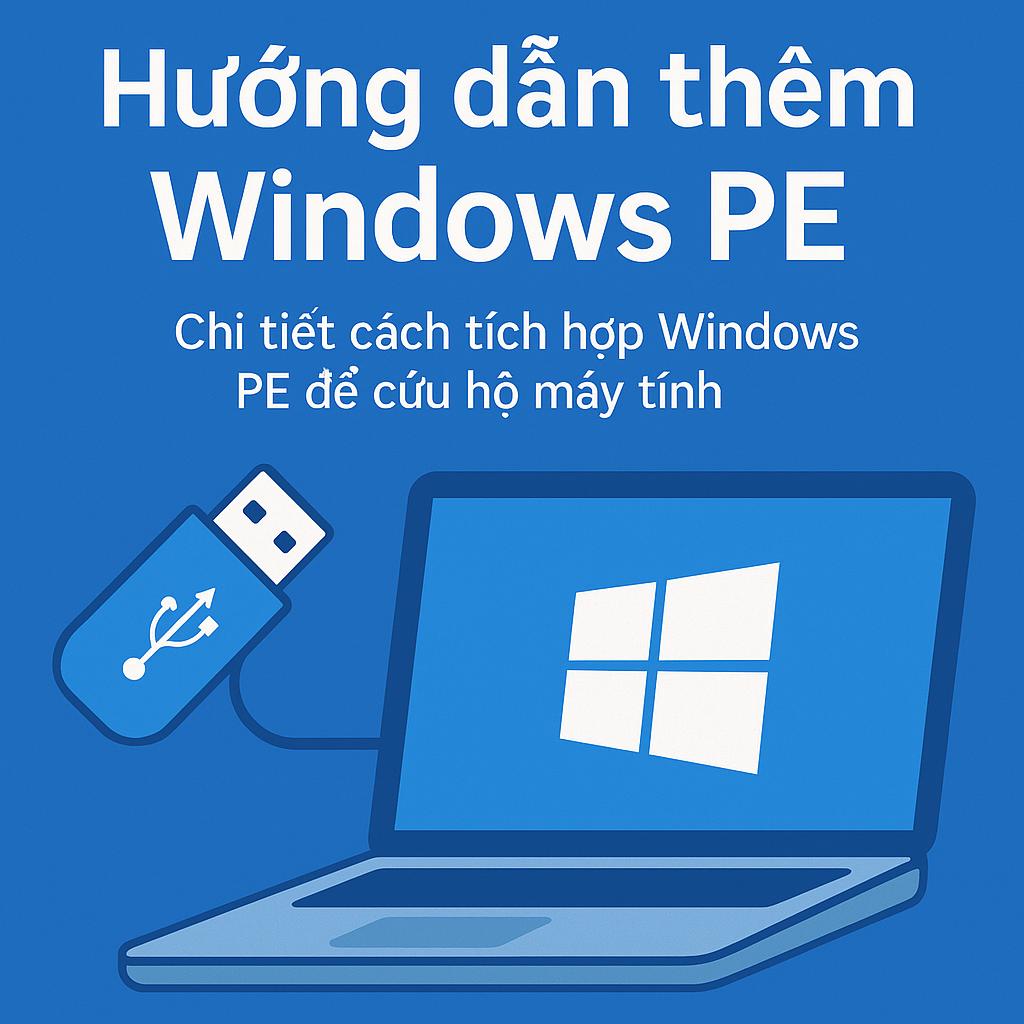 Hướng dẫn thêm
Windows PE
Chi tiết cách tích hợp Windows
PE để cứu hộ máy tính